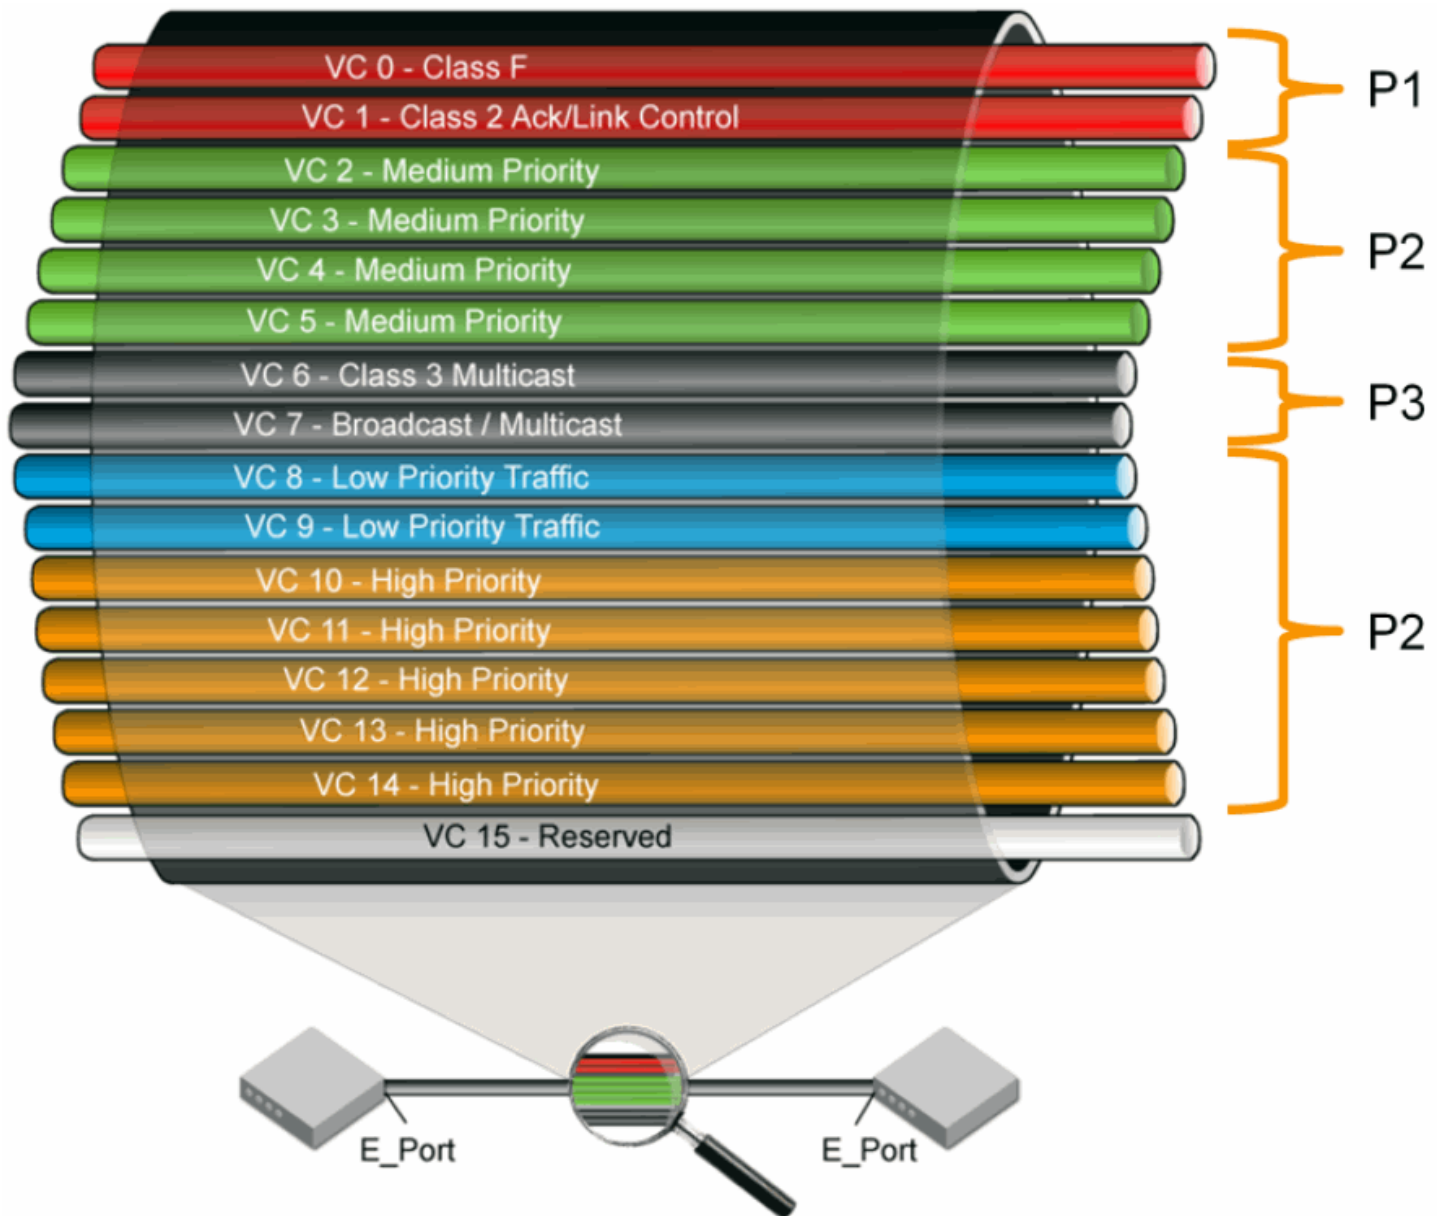 VC 0 - Class F
P1
VC 1 - Class 2 Ack/Link Control
VC 2 - Medium Priority
VC 3 - Medium Priority
P2
VC 4 - Medium Priority
VC 5 - Medium Priority
VC 6 - Class 3 Multicast
P3
VC 7 - Broadcast / Multicast
VC 8 - Low Priority Traffic
VC 9 - Low Priority Traffic
VC 10 - High Priority
VC 11 - High Priority
P2
VC 12 - High Priority
VC 13 - High Priority
VC 14 - High Priority
VC 15 - Reserved
E_Port
E_Port